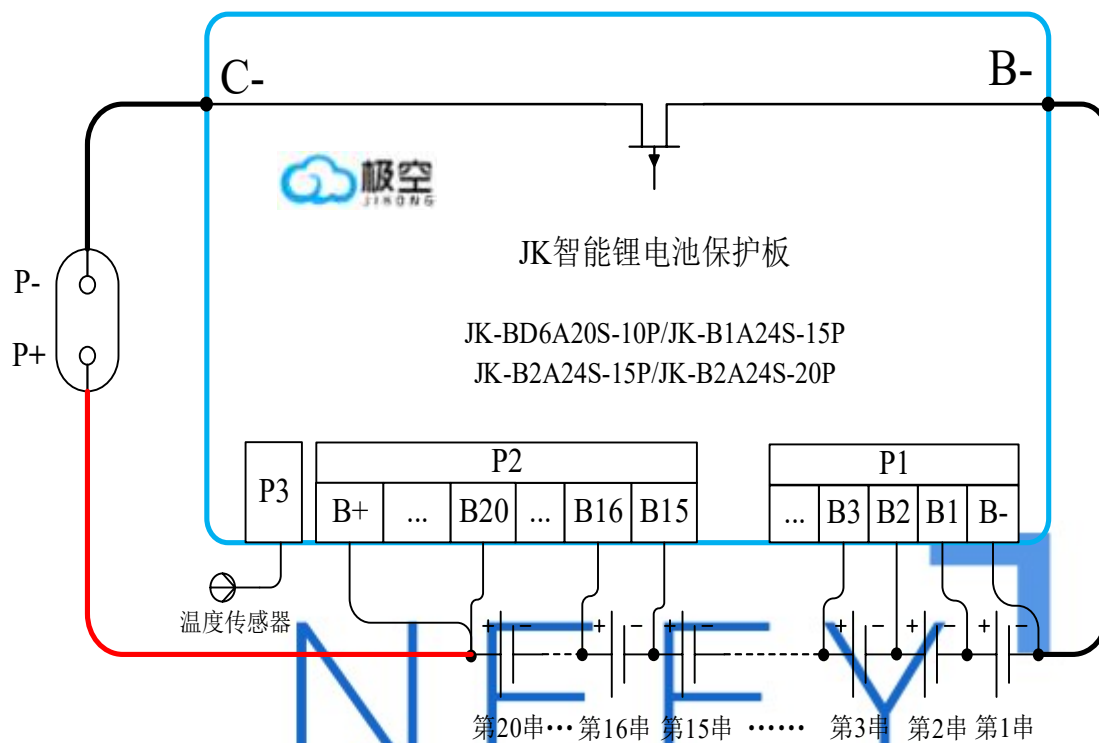 C-
B-
极空
JIKONG
JK智能锂电池保护板
P-
P+
JK-BD6A20S-10P/JK-B1A24S-15P
JK-B2A24S-15P/JK-B2A24S-20P
P3
P2
B+ ... B20 ... B16 B15
P1
... B3 B2 B1 B-
温度传感器
+ − + − + − + − + − + −
第20串… 第16串 第15串 …… 第3串 第2串 第1串